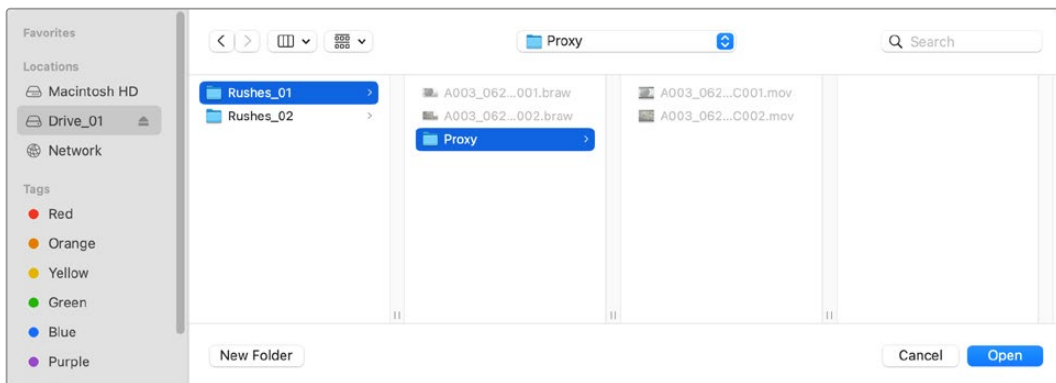 Favorites
Locations
Macintosh HD
Drive_01
Network
Tags
Red
Orange
Yellow
Green
Blue
Purple
Proxy
Search
Rushes_01
Rushes_02
A003_062...001.braw
A003_062...002.braw
Proxy
A003_062...C001.mov
A003_062...C002.mov
New Folder
Cancel
Open